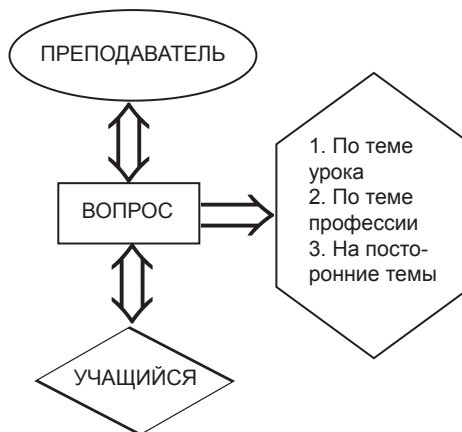 ПРЕПОДАВАТЕЛЬ
ВОПРОС
1. По теме
урока
2. По теме
профессии
3. На посто-
ронние темы
УЧАЩИЙСЯ